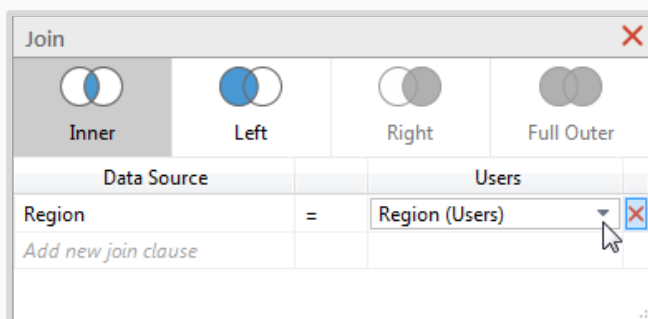 Join
Inner Left Right Full Outer
Data Source Users
Region = Region (Users)
Add new join clause